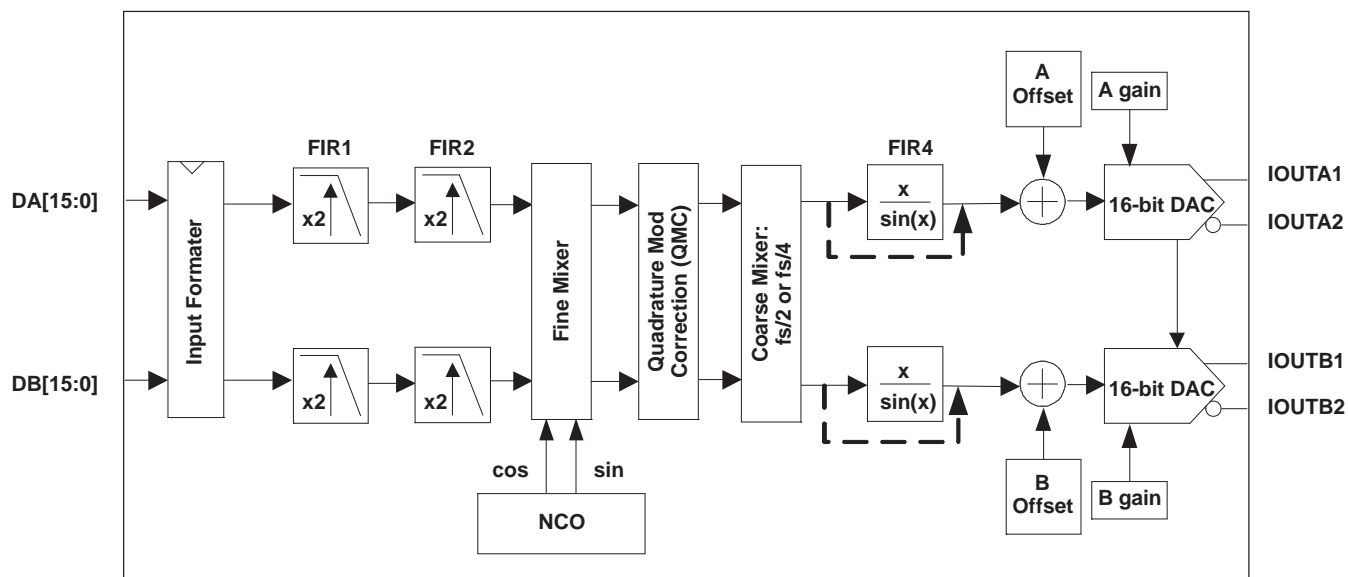 A
Offset
A gain
FIR1
FIR2
FIR4
DA[15:0]
x2
x2
x
sin(x)
16-bit DAC
IOUTA1
IOUTA2
Input Formater
Fine Mixer
Quadrature Mod
Correction (QMC)
Coarse Mixer:
fs/2 or fs/4
DB[15:0]
x2
x2
x
sin(x)
16-bit DAC
IOUTB1
IOUTB2
cos
sin
NCO
B
Offset
B gain